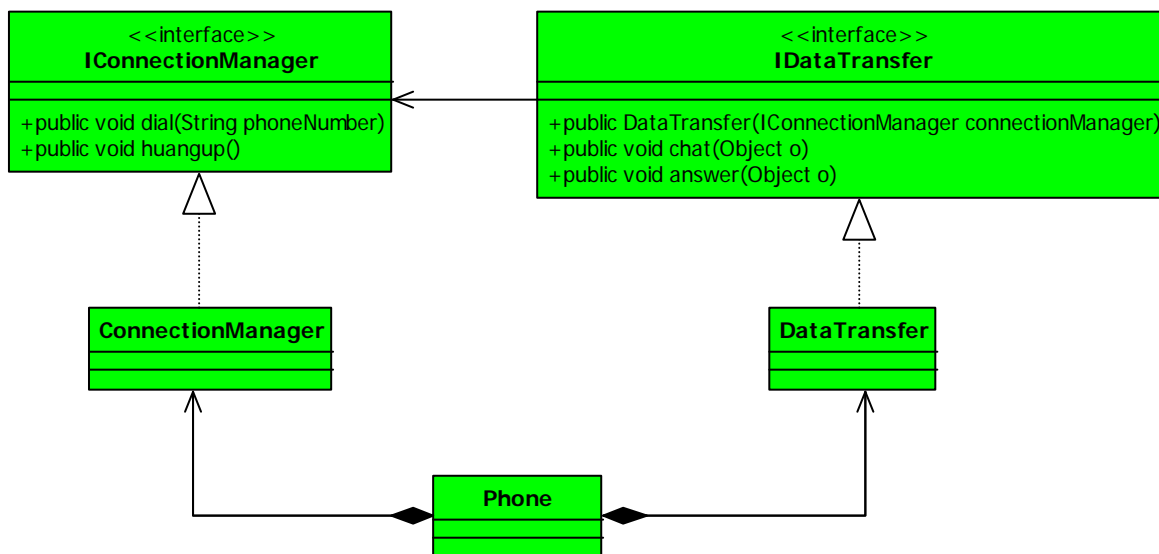 <<interface>>
IConnectionManager
+public void dial(String phoneNumber)
+public void huangup()
<<interface>>
IDataTransfer
+public DataTransfer(IConnectionManager connectionManager)
+public void chat(Object o)
+public void answer(Object o)
ConnectionManager
DataTransfer
Phone